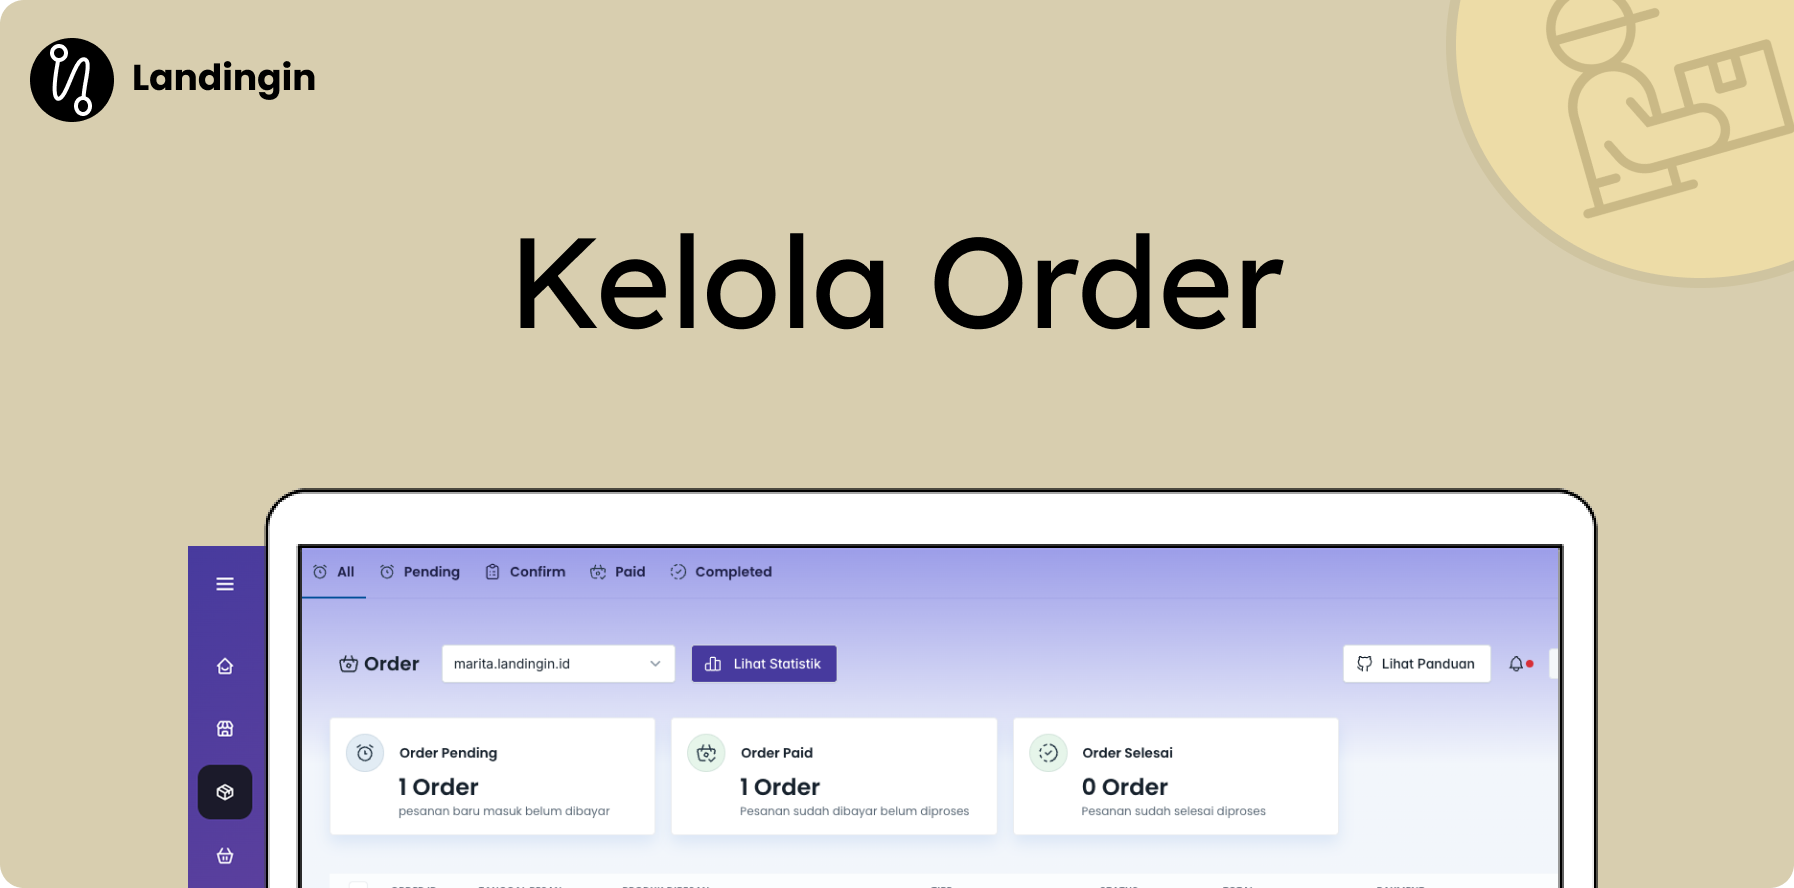 Landingin
Kelola Order
All Pending Confirm Paid Completed
Order marita.landingin.id Lihat Statistik Lihat Panduan
Order Pending
1 Order
pesanan baru masuk belum dibayar
Order Paid
1 Order
Pesanan sudah dibayar belum diproses
Order Selesai
0 Order
Pesanan sudah selesai diproses